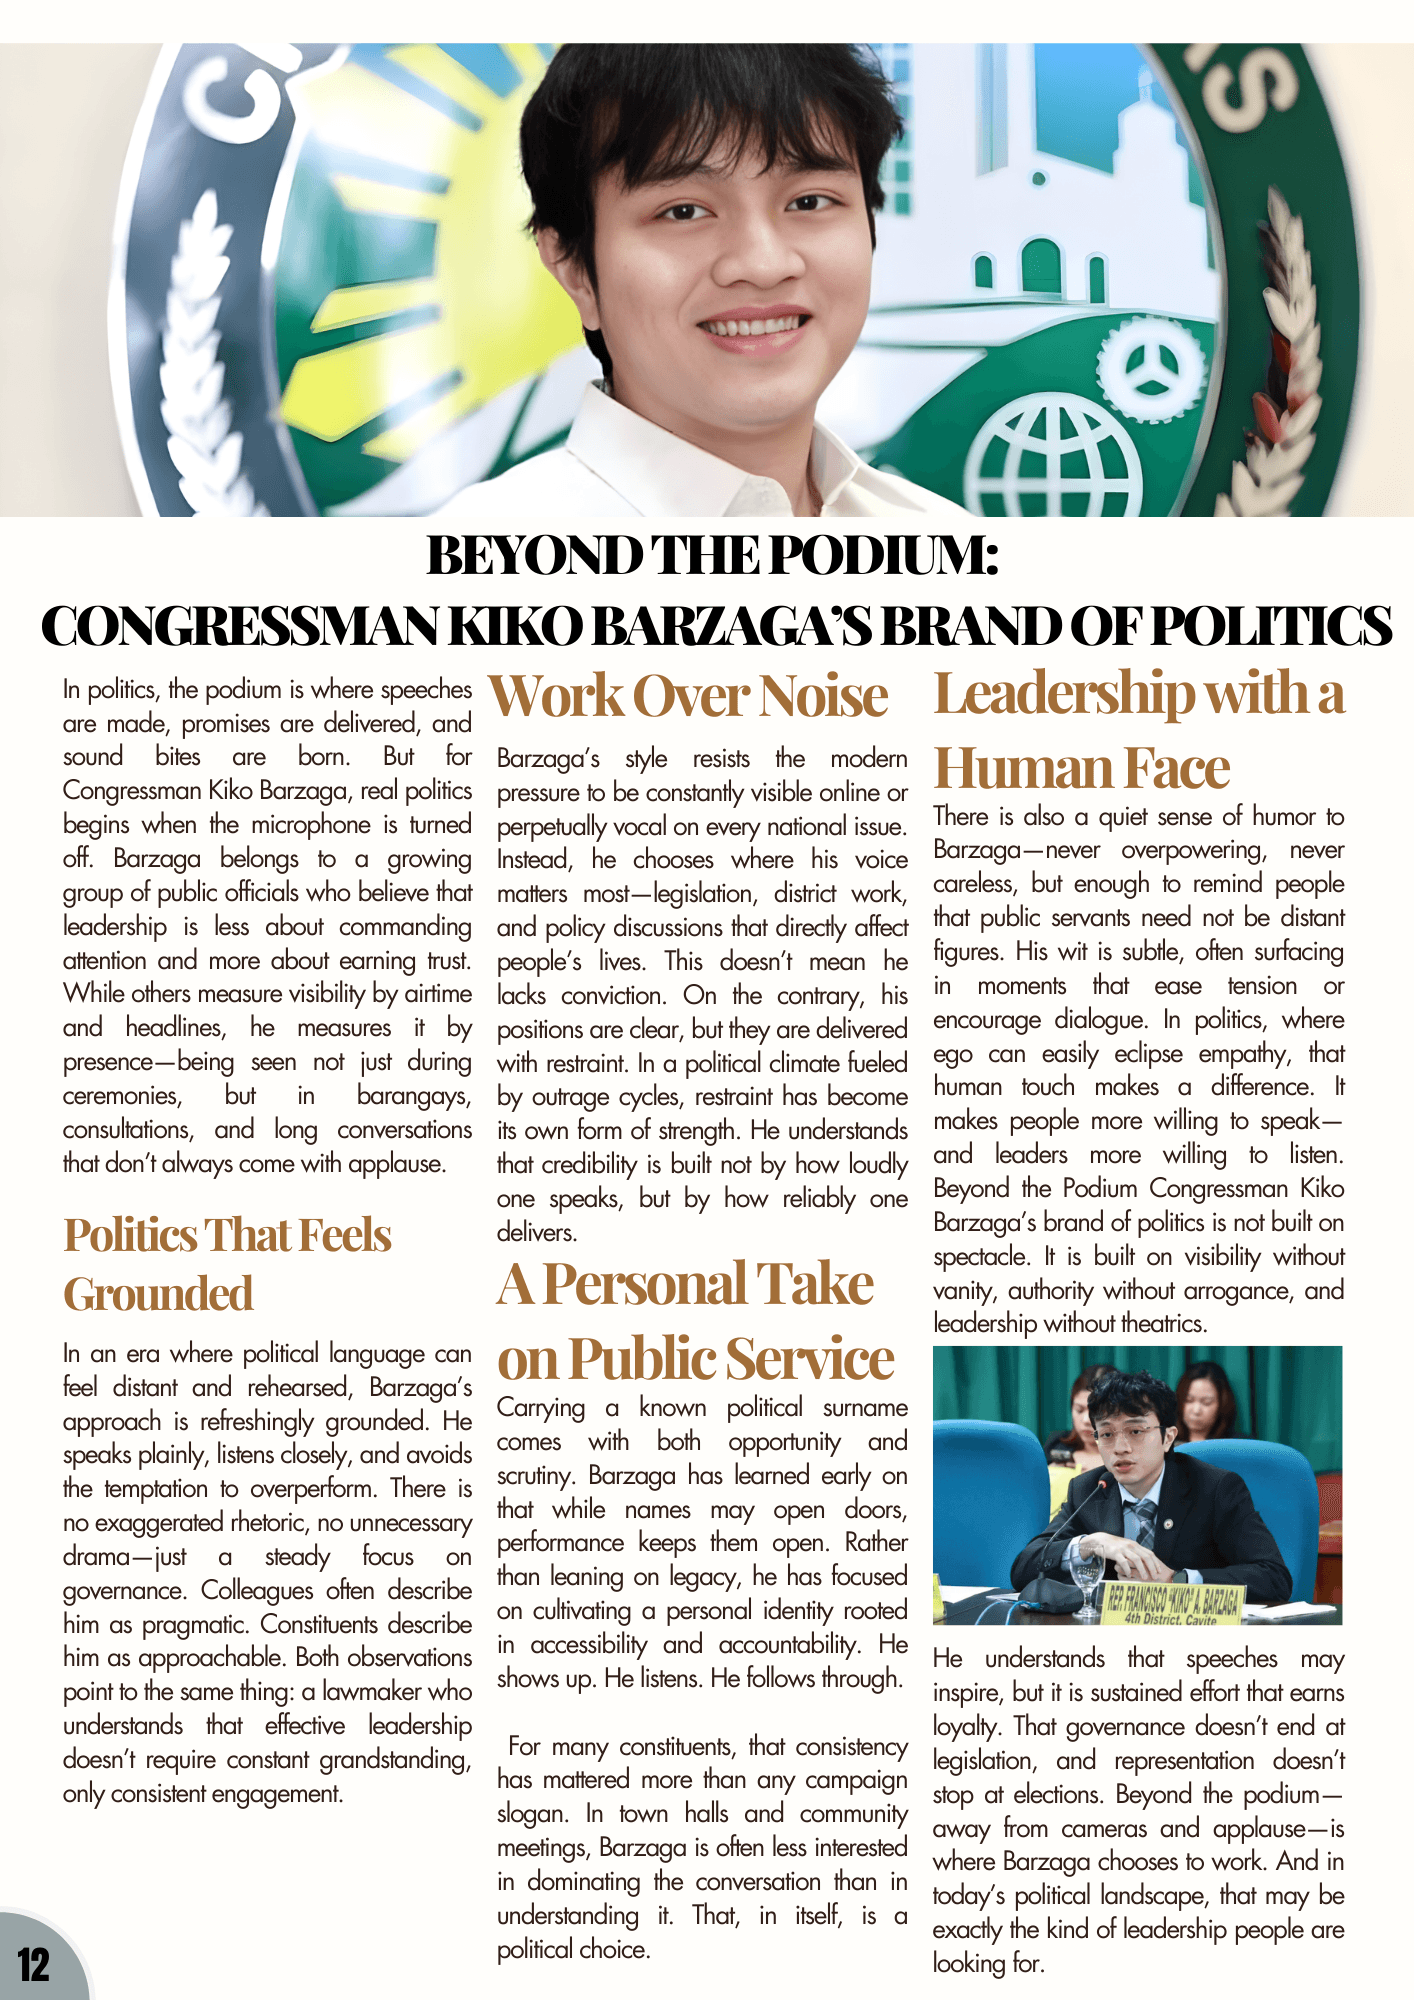 C
RS
BEYOND THE PODIUM:
CONGRESSMAN KIKO BARZAGA'S BRAND OF POLITICS
In politics, the podium is where speeches
are made, promises are delivered, and
sound bites are born. But for
Congressman Kiko Barzaga, real politics
begins when the microphone is turned
off. Barzaga belongs to a growing
group of public officials who believe that
leadership is less about commanding
attention and more about earning trust.
While others measure visibility by airtime
and headlines, he measures it by
presence—being seen not just during
ceremonies, but in barangays,
consultations, and long conversations
that don't always come with applause.
Politics That Feels
Grounded
In an era where political language can
feel distant and rehearsed, Barzaga's
approach is refreshingly grounded. He
speaks plainly, listens closely, and avoids
the temptation to overperform. There is
no exaggerated rhetoric, no unnecessary
drama—just a steady focus on
governance. Colleagues often describe
him as pragmatic. Constituents describe
him as approachable. Both observations
point to the same thing: a lawmaker who
understands that effective leadership
doesn't require constant grandstanding,
only consistent engagement.
Work Over Noise
Barzaga's style resists the modern
pressure to be constantly visible online or
perpetually vocal on every national issue.
Instead, he chooses where his voice
matters most—legislation, district work,
and policy discussions that directly affect
people's lives. This doesn't mean he
lacks conviction. On the contrary, his
positions are clear, but they are delivered
with restraint. In a political climate fueled
by outrage cycles, restraint has become
its own form of strength. He understands
that credibility is built not by how loudly
one speaks, but by how reliably one
delivers.
A Personal Take
on Public Service
Carrying a known political surname
comes with both opportunity and
scrutiny. Barzaga has learned early on
that while names may open doors,
performance keeps them open. Rather
than leaning on legacy, he has focused
on cultivating a personal identity rooted
in accessibility and accountability. He
shows up. He listens. He follows through.
For many constituents, that consistency
has mattered more than any campaign
slogan. In town halls and community
meetings, Barzaga is often less interested
in dominating the conversation than in
understanding it. That, in itself, is a
political choice.
Leadership with a
Human Face
There is also a quiet sense of humor to
Barzaga—never overpowering, never
careless, but enough to remind people
that public servants need not be distant
figures. His wit is subtle, often surfacing
in moments that ease tension or
encourage dialogue. In politics, where
ego can easily eclipse empathy, that
human touch makes a difference. It
makes people more willing to speak—
and leaders more willing to listen.
Beyond the Podium Congressman Kiko
Barzaga's brand of politics is not built on
spectacle. It is built on visibility without
vanity, authority without arrogance, and
leadership without theatrics.
REP. FRANCISCO "KIKO" A. BARZAGA
4th District, Cavite
He understands that speeches may
inspire, but it is sustained effort that earns
loyalty. That governance doesn't end at
legislation, and representation doesn't
stop at elections. Beyond the podium—
away from cameras and applause—is
where Barzaga chooses to work. And in
today's political landscape, that may be
exactly the kind of leadership people are
looking for.
12